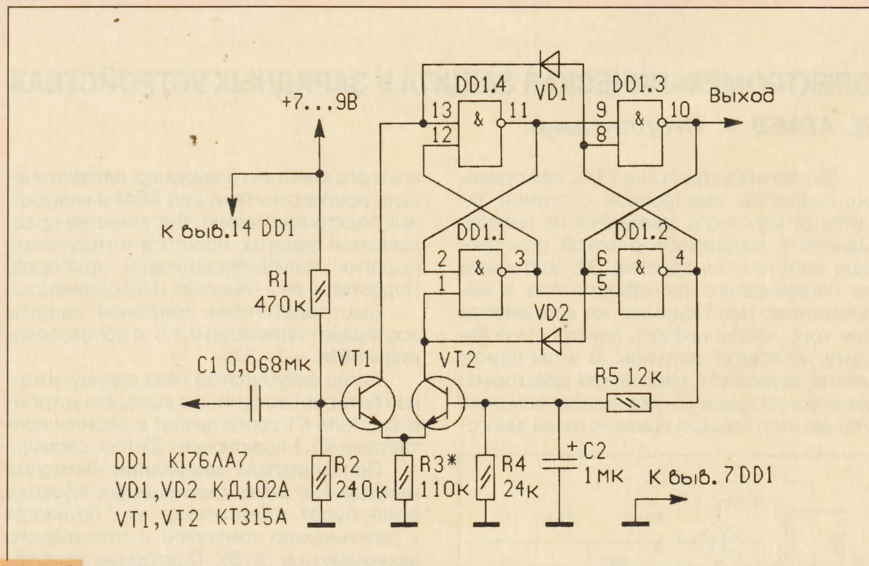 +7...9В
DD1.4
VD1
DD1.3
Выход
13
12
&
11
9
8
&
10
К выв.14 DD1
DD1.1
DD1.2
R1
470к
2
1
&
3
6
5
&
4
VD2
C1 0,068мк
VT1
VT2
R5 12к
DD1 К176ЛА7
VD1,VD2 КД102А
VT1,VT2 КТ315А
R2
240к
R3*
110к
R4
24к
+
C2
1мк
К выв. 7DD1